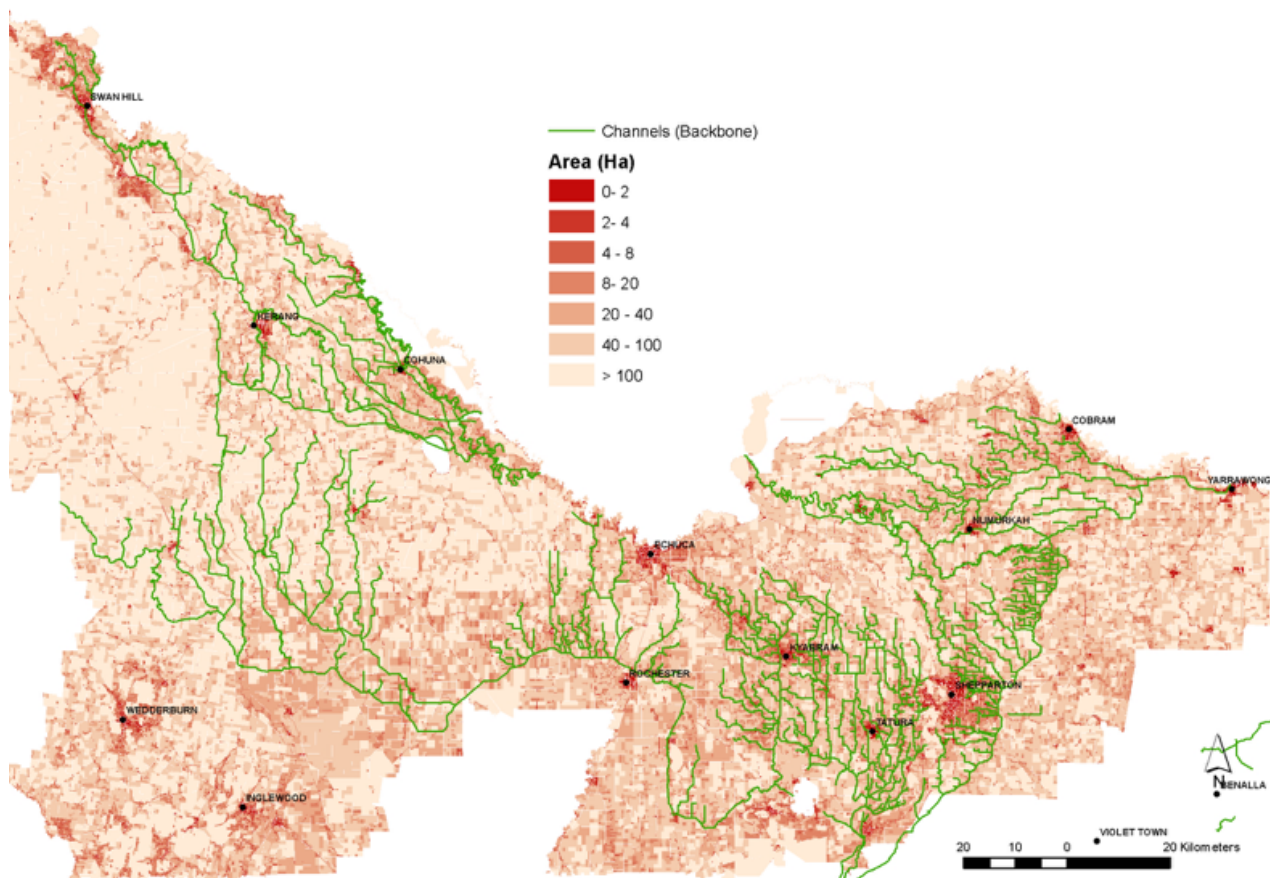 SWAN HILL
Channels (Backbone)
Area (Ha)
0- 2
2- 4
4 - 8
8- 20
20 - 40
40 - 100
> 100
KERANG
COHUNA
COBRAM
YARRAWONG
NUMURKAH
ECHUCA
KYABRAM
ROCHESTER
SHEPPARTON
WEDDERBURN
TATURA
N
BENALLA
INGLEWOOD
VIOLET TOWN
20 10 0 20 Kilometers